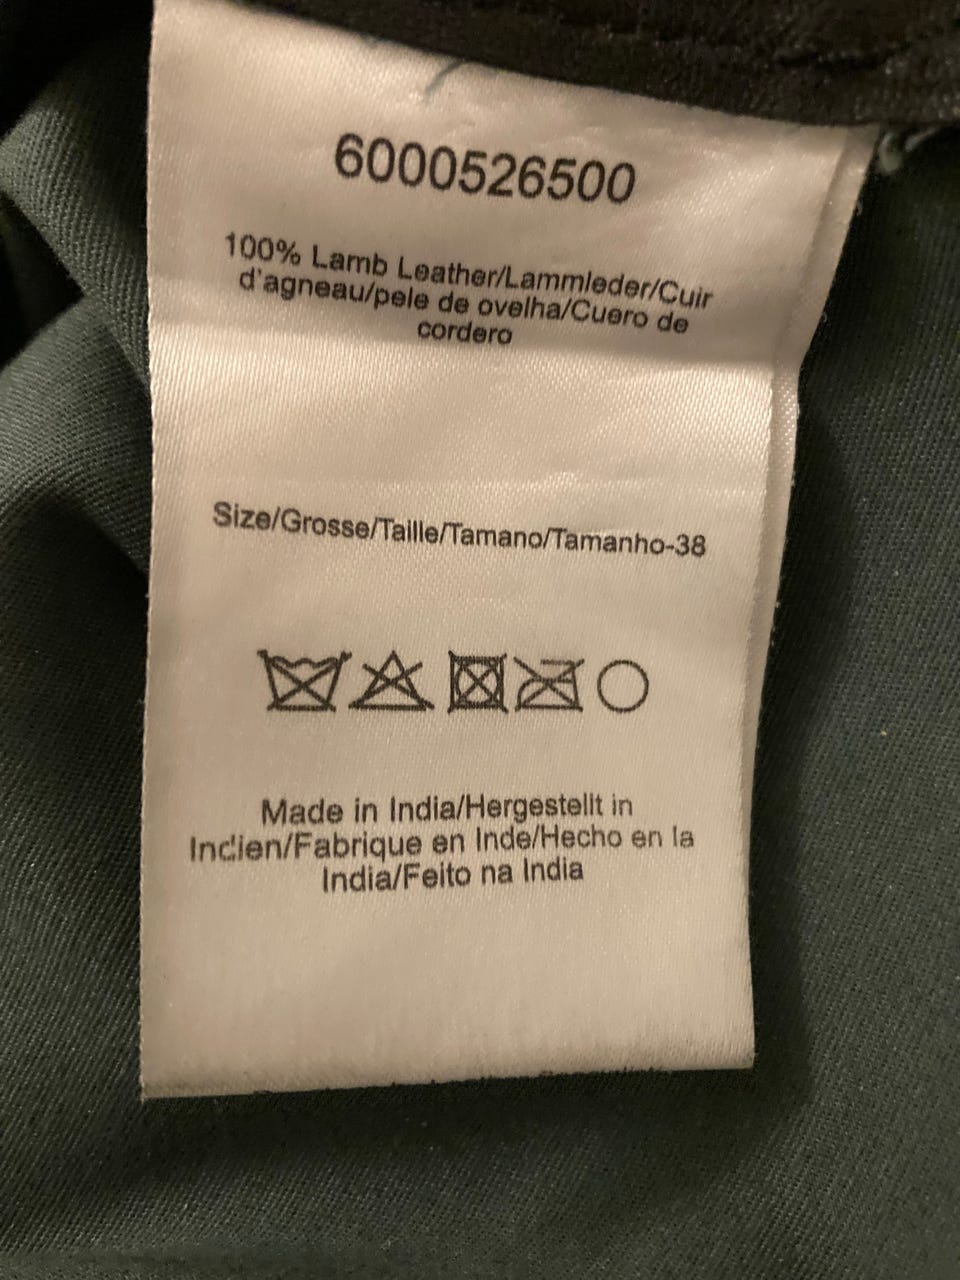 6000526500
100% Lamb Leather/Lammleder/Cuir
d'agneau/pele de ovelha/Cuero de
cordero
Size/Grosse/Taille/Tamano/Tamanho-38
Made in India/Hergestellt in
Indien/Fabrique en Inde/Hecho en la
India/Feito na India